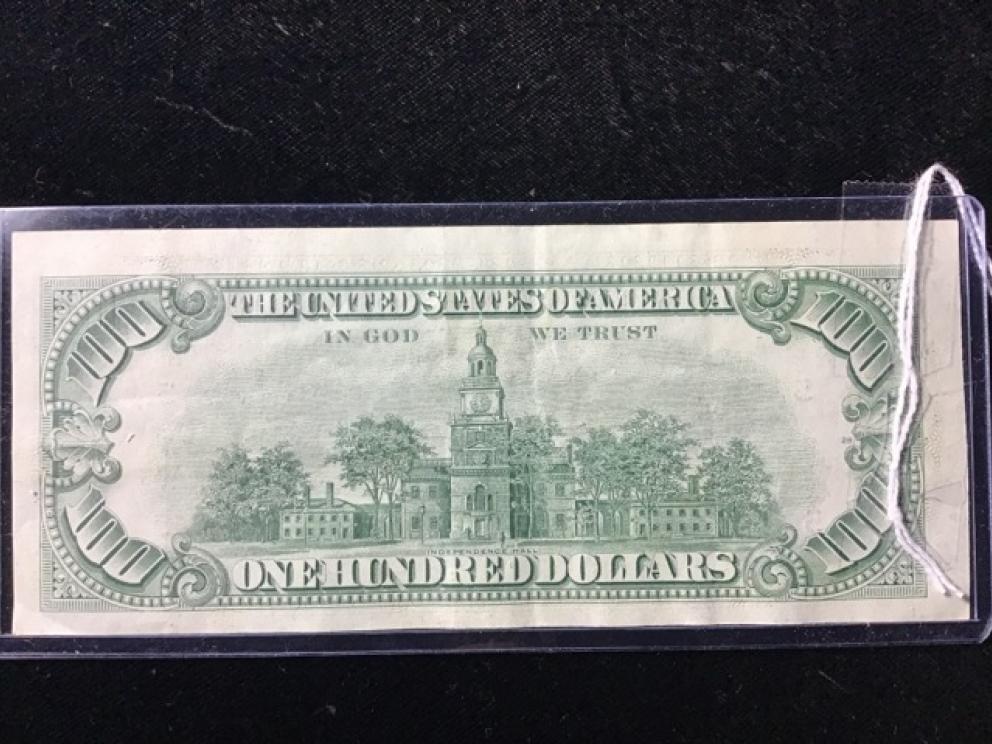 THE UNITED STATES OF AMERICA
100 100
IN GOD WE TRUST
100 100
INDEPENDENCE HALL
ONE HUNDRED DOLLARS